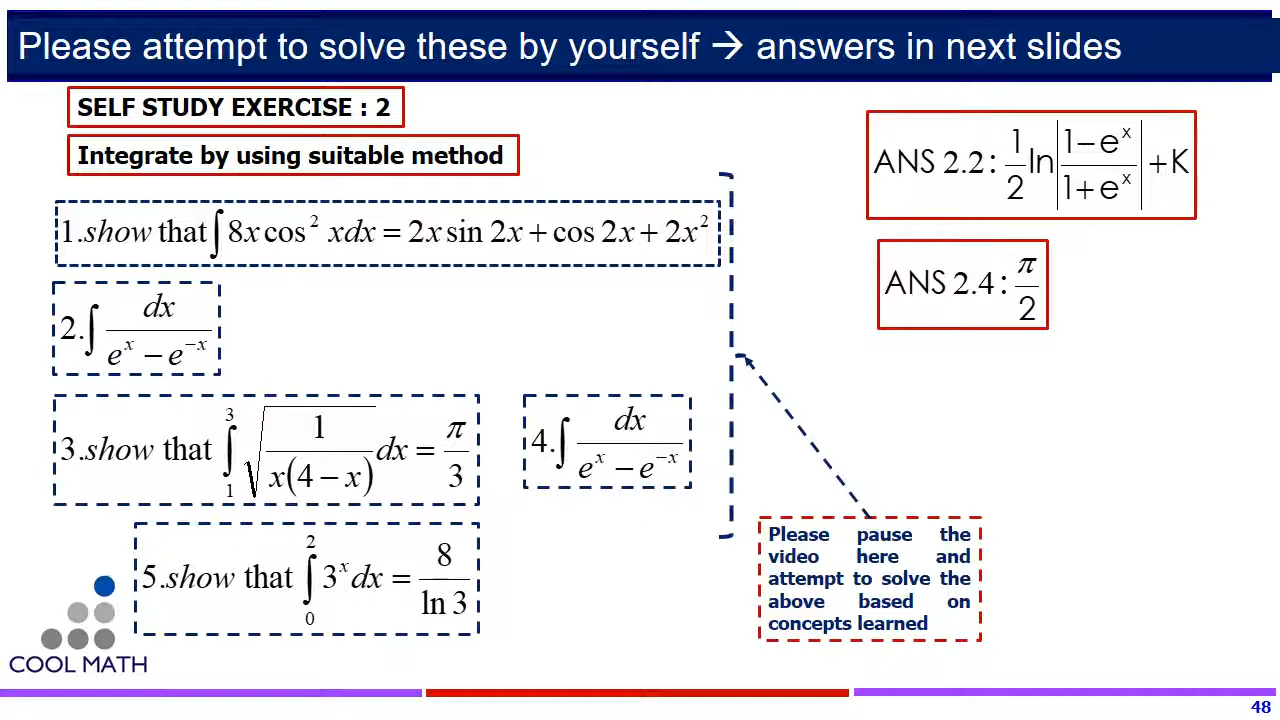 Please attempt to solve these by yourself → answers in next slides
SELF STUDY EXERCISE : 2
Integrate by using suitable method
1.show that ∫ 8x cos² xdx = 2x sin 2x + cos 2x + 2x²
2.∫ dx / (eˣ − e⁻ˣ)
3.show that ∫₁³ √(1 / (x(4 − x))) dx = π / 3
4.∫ dx / (eˣ − e⁻ˣ)
5.show that ∫₀² 3ˣ dx = 8 / ln 3
ANS 2.2: 1/2 ln |(1 − eˣ) / (1 + eˣ)| + K
ANS 2.4: π / 2
Please pause the
video here and
attempt to solve the
above based on
concepts learned
COOL MATH
48